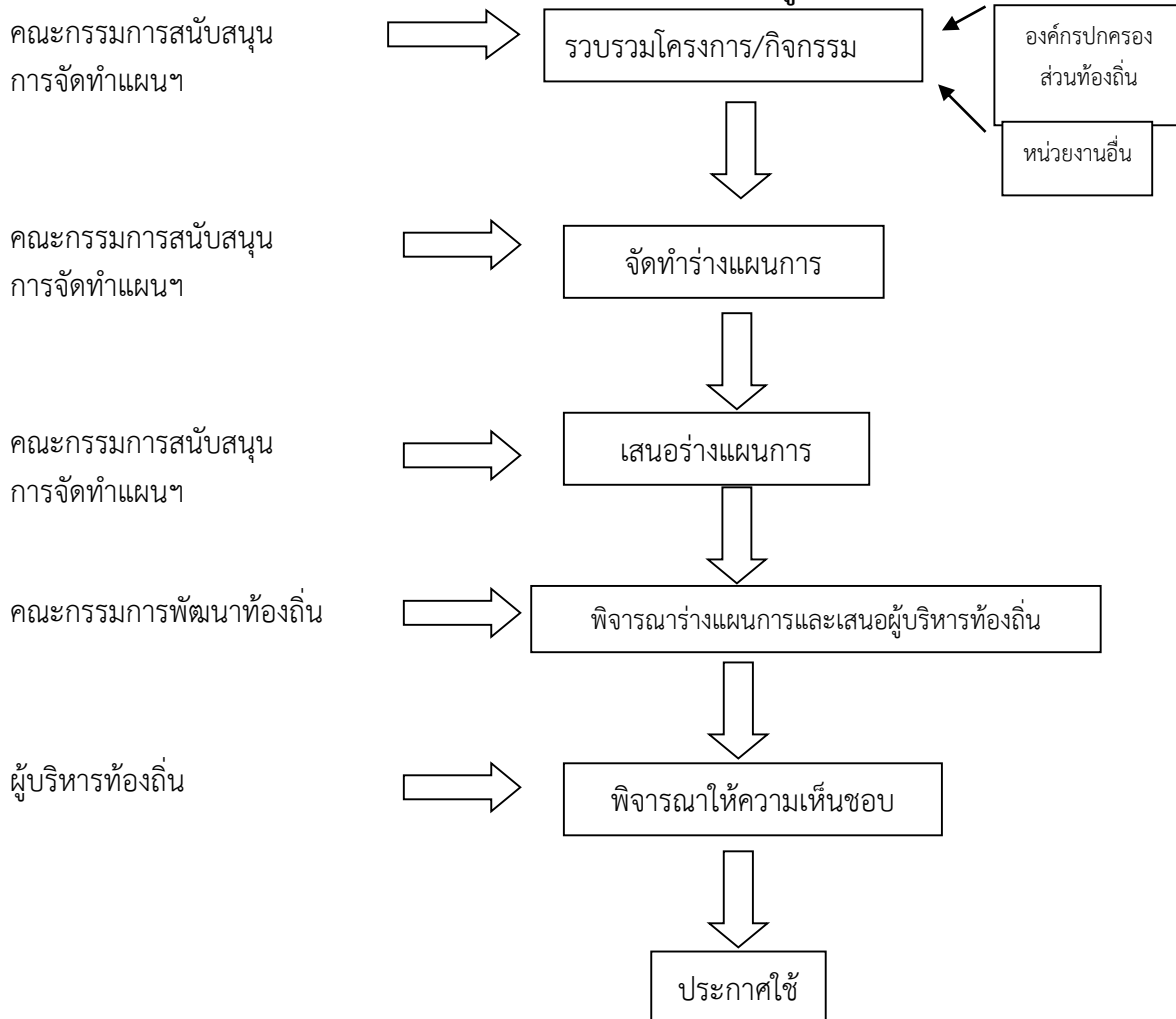 คณะกรรมการสนับสนุน
การจัดทำแผนฯ
รวบรวมโครงการ/กิจกรรม
องค์กรปกครอง
ส่วนท้องถิ่น
หน่วยงานอื่น
คณะกรรมการสนับสนุน
การจัดทำแผนฯ
จัดทำร่างแผนการ
คณะกรรมการสนับสนุน
การจัดทำแผนฯ
เสนอร่างแผนการ
คณะกรรมการพัฒนาท้องถิ่น
พิจารณาร่างแผนการและเสนอผู้บริหารท้องถิ่น
ผู้บริหารท้องถิ่น
พิจารณาให้ความเห็นชอบ
ประกาศใช้